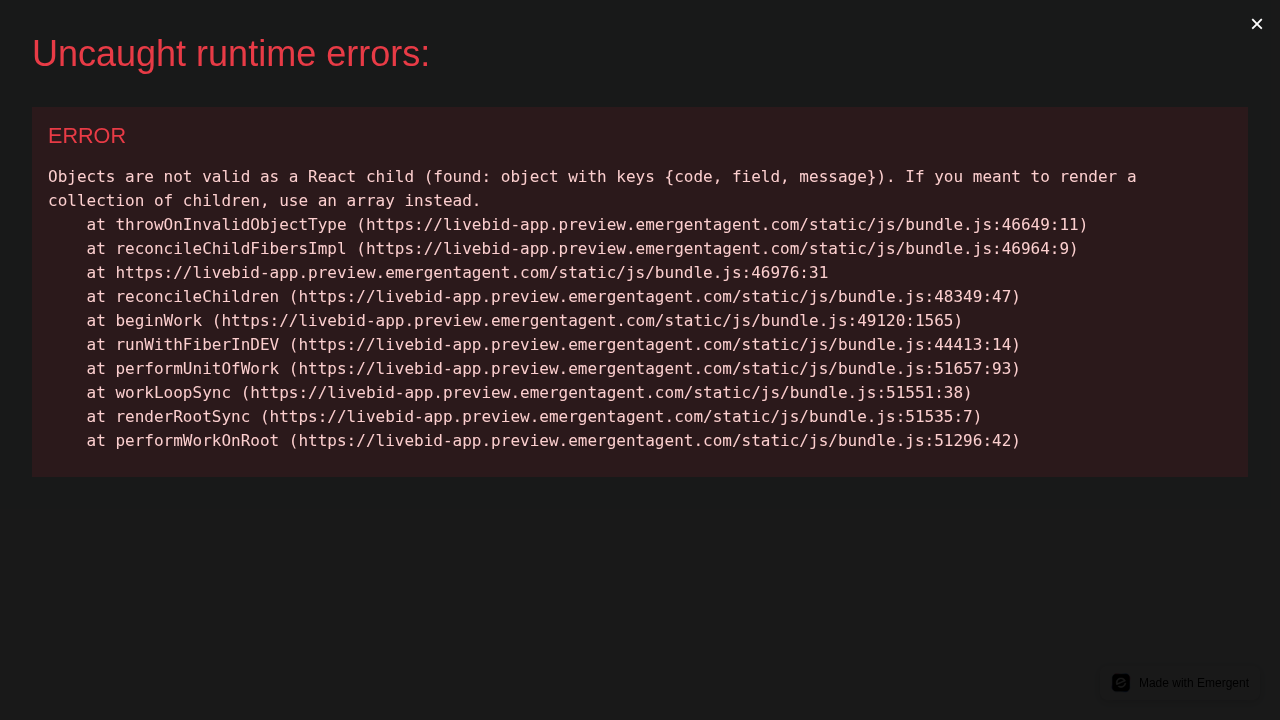 ×
Uncaught runtime errors:
ERROR
Objects are not valid as a React child (found: object with keys {code, field, message}). If you meant to render a
collection of children, use an array instead.
at throwOnInvalidObjectType (https://livebid-app.preview.emergentagent.com/static/js/bundle.js:46649:11)
at reconcileChildFibersImpl (https://livebid-app.preview.emergentagent.com/static/js/bundle.js:46964:9)
at https://livebid-app.preview.emergentagent.com/static/js/bundle.js:46976:31
at reconcileChildren (https://livebid-app.preview.emergentagent.com/static/js/bundle.js:48349:47)
at beginWork (https://livebid-app.preview.emergentagent.com/static/js/bundle.js:49120:1565)
at runWithFiberInDEV (https://livebid-app.preview.emergentagent.com/static/js/bundle.js:44413:14)
at performUnitOfWork (https://livebid-app.preview.emergentagent.com/static/js/bundle.js:51657:93)
at workLoopSync (https://livebid-app.preview.emergentagent.com/static/js/bundle.js:51551:38)
at renderRootSync (https://livebid-app.preview.emergentagent.com/static/js/bundle.js:51535:7)
at performWorkOnRoot (https://livebid-app.preview.emergentagent.com/static/js/bundle.js:51296:42)
Made with Emergent